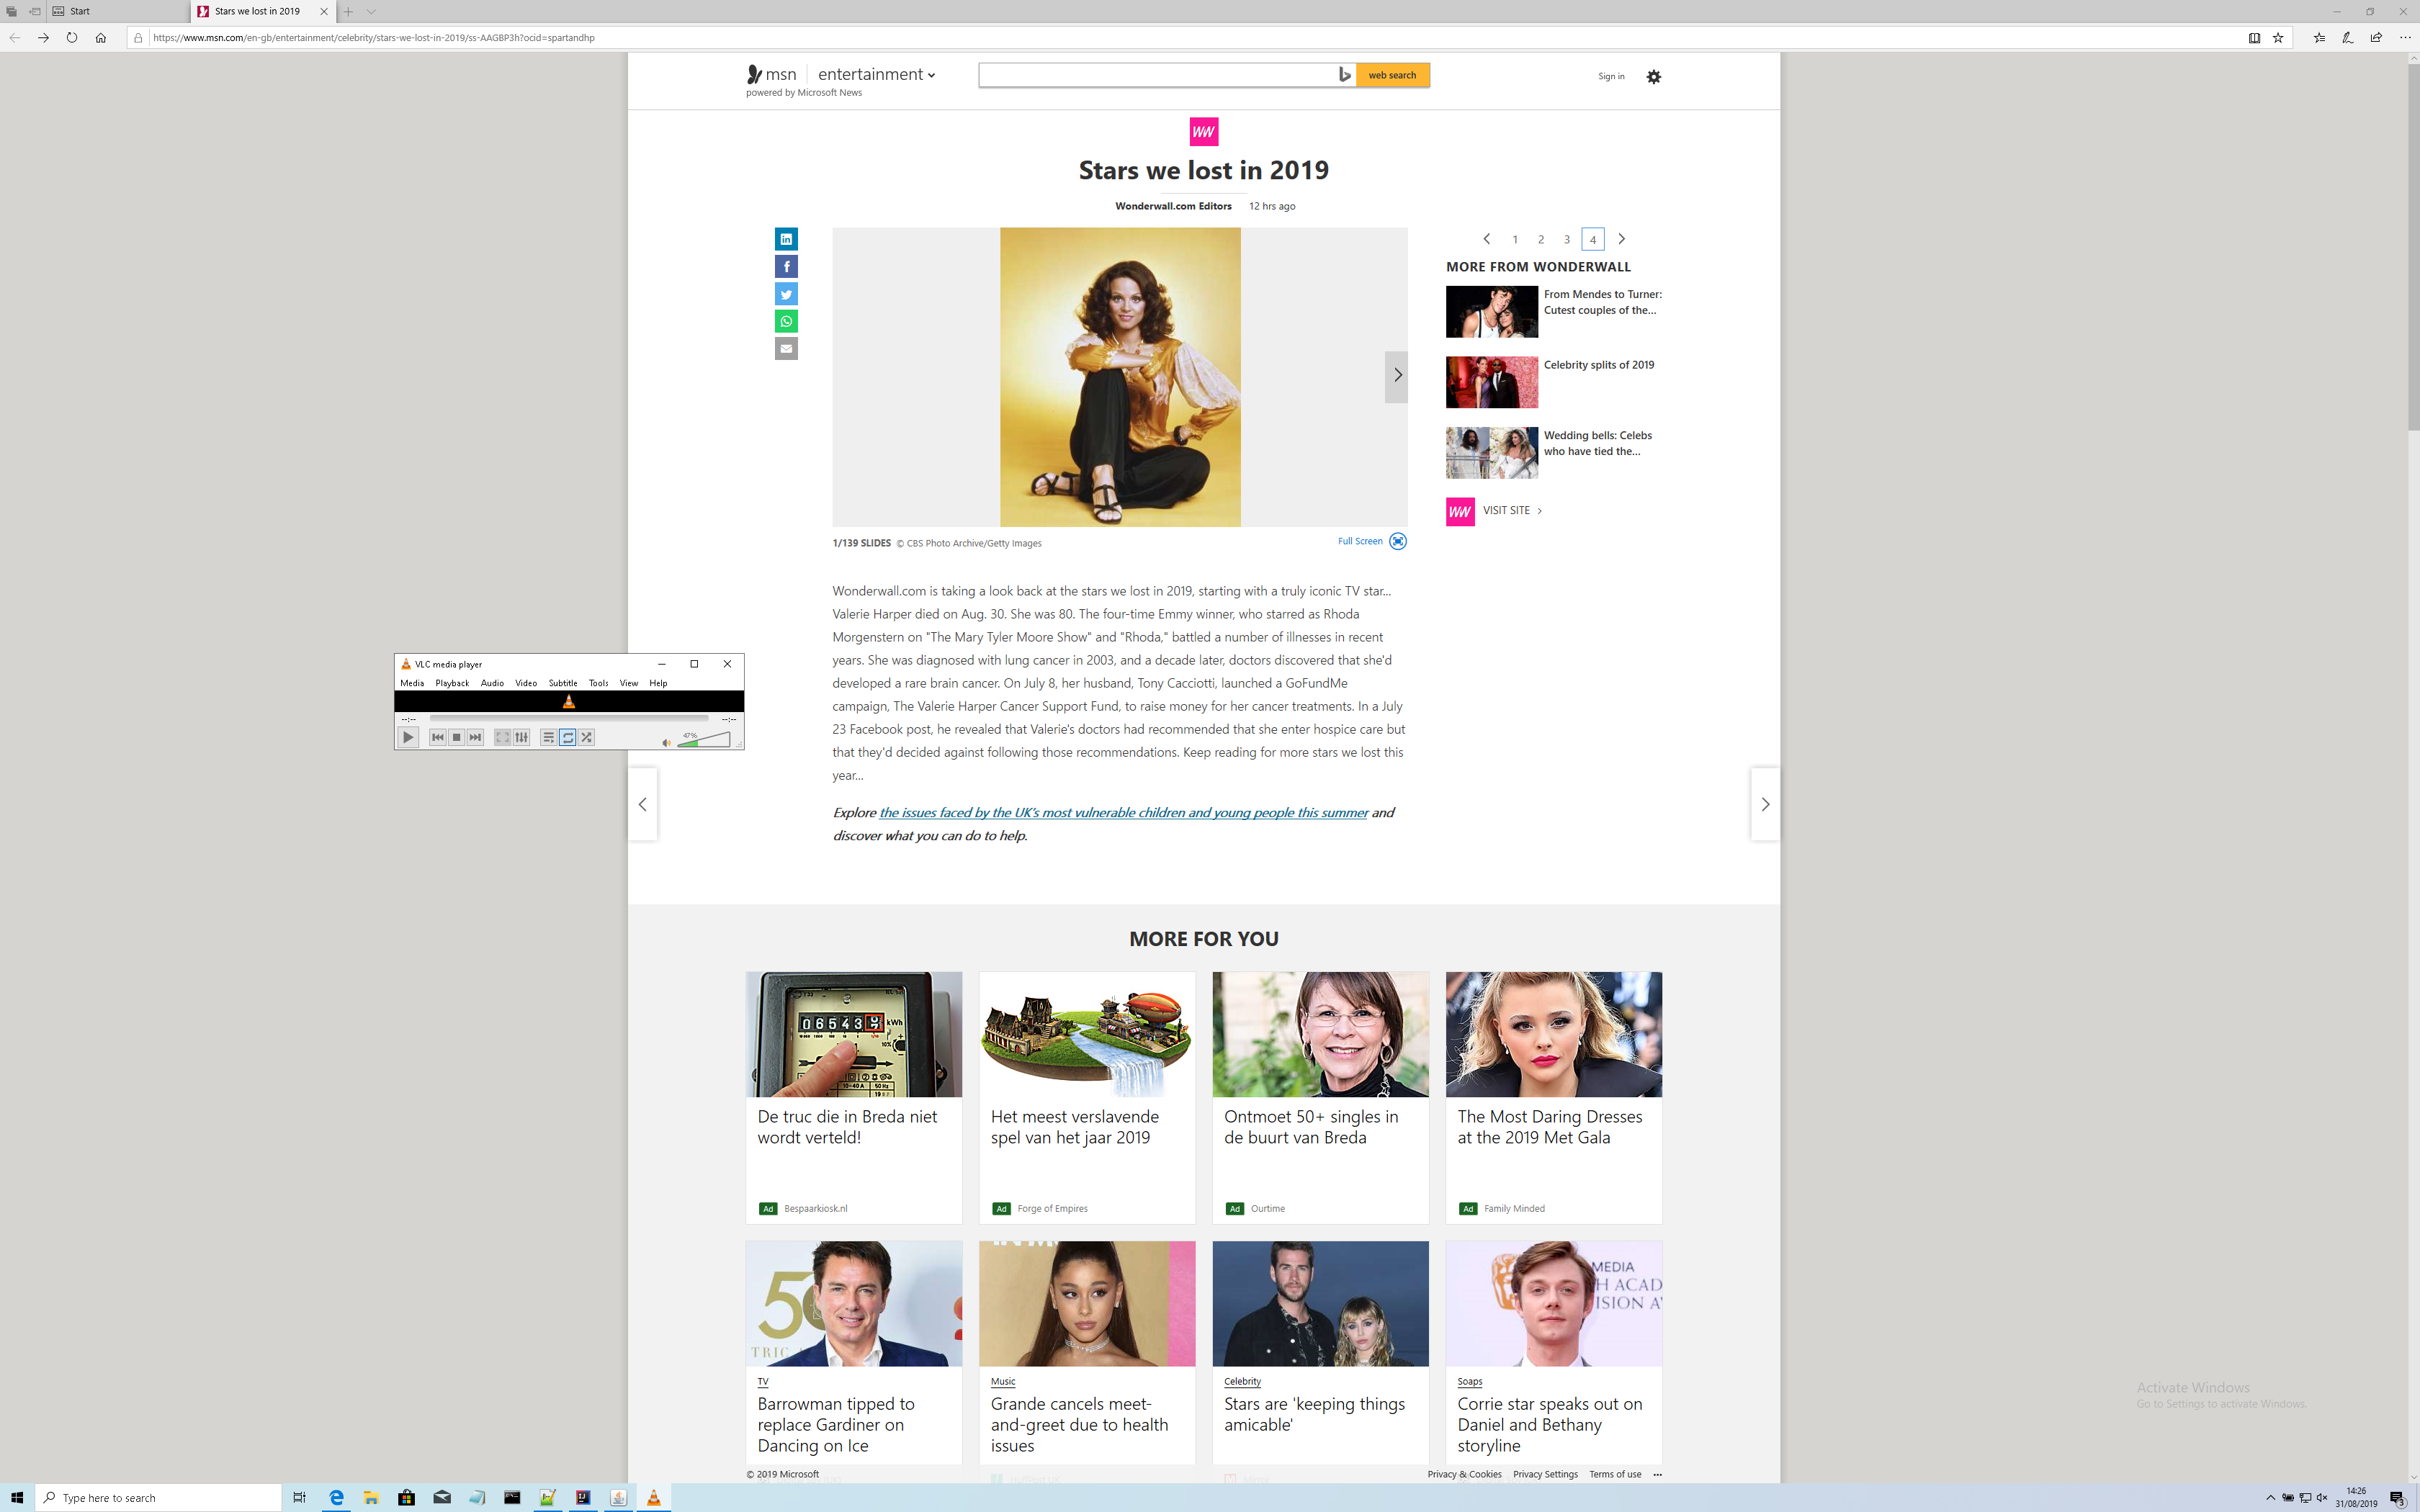 Start
Stars we lost in 2019
https://www.msn.com/en-gb/entertainment/celebrity/stars-we-lost-in-2019/ss-AAGBP3h?ocid=spartandhp
msn
entertainment
powered by Microsoft News
web search
Sign in
WW
Stars we lost in 2019
Wonderwall.com Editors 12 hrs ago
1 2 3 4
MORE FROM WONDERWALL
From Mendes to Turner:
Cutest couples of the...
Celebrity splits of 2019
Wedding bells: Celebs
who have tied the...
WW VISIT SITE
1/139 SLIDES © CBS Photo Archive/Getty Images
Full Screen
Wonderwall.com is taking a look back at the stars we lost in 2019, starting with a truly iconic TV star...
Valerie Harper died on Aug. 30. She was 80. The four-time Emmy winner, who starred as Rhoda
Morgenstern on "The Mary Tyler Moore Show" and "Rhoda," battled a number of illnesses in recent
years. She was diagnosed with lung cancer in 2003, and a decade later, doctors discovered that she'd
developed a rare brain cancer. On July 8, her husband, Tony Cacciotti, launched a GoFundMe
campaign, The Valerie Harper Cancer Support Fund, to raise money for her cancer treatments. In a July
23 Facebook post, he revealed that Valerie's doctors had recommended that she enter hospice care but
that they'd decided against following those recommendations. Keep reading for more stars we lost this
year...
Explore the issues faced by the UK's most vulnerable children and young people this summer and
discover what you can do to help.
VLC media player
Media Playback Audio Video Subtitle Tools View Help
--:-- --:--
47%
MORE FOR YOU
06543
kWh
10%
10-40 A 50 Hz
De truc die in Breda niet
wordt verteld!
Ad Bespaarkiosk.nl
Het meest verslavende
spel van het jaar 2019
Ad Forge of Empires
Ontmoet 50+ singles in
de buurt van Breda
Ad Ourtime
The Most Daring Dresses
at the 2019 Met Gala
Ad Family Minded
50
TRIC
MEDIA
H ACAD
ISION A
TV
Barrowman tipped to
replace Gardiner on
Dancing on Ice
Music
Grande cancels meet-
and-greet due to health
issues
Celebrity
Stars are 'keeping things
amicable'
Soaps
Corrie star speaks out on
Daniel and Bethany
storyline
© 2019 Microsoft
Privacy & Cookies Privacy Settings Terms of use
Activate Windows
Go to Settings to activate Windows.
Type here to search
14:26
31/08/2019
3